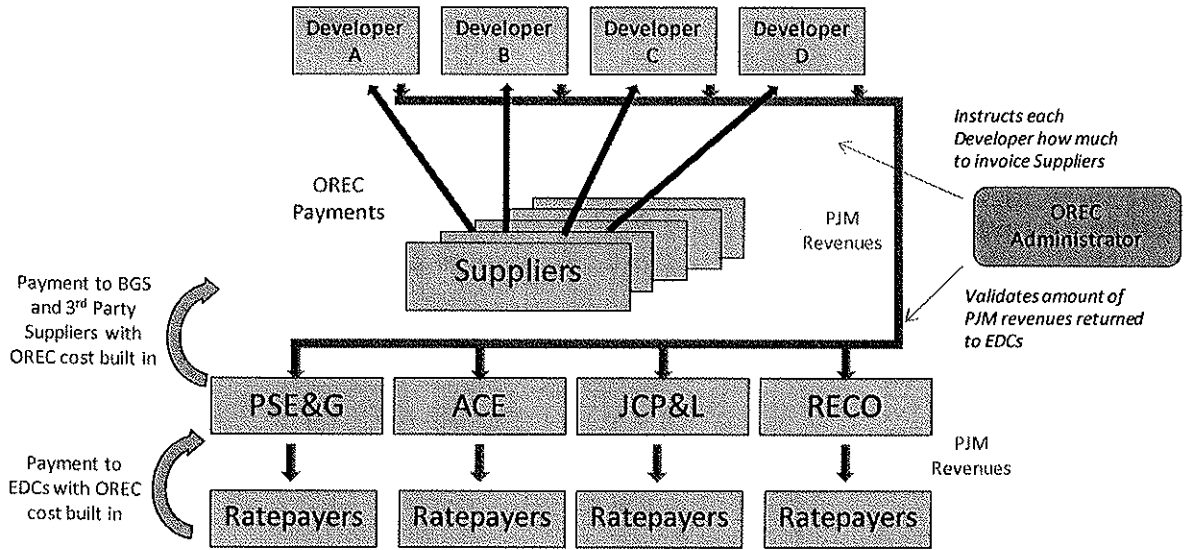 Developer
A
Developer
B
Developer
C
Developer
D
Instructs each
Developer how much
to invoice Suppliers
OREC
Payments
PJM
Revenues
OREC
Administrator
Suppliers
Payment to BGS
and 3rd Party
Suppliers with
OREC cost built in
Validates amount of
PJM revenues returned
to EDCs
PSE&G
ACE
JCP&L
RECO
PJM
Revenues
Payment to
EDCs with OREC
cost built in
Ratepayers
Ratepayers
Ratepayers
Ratepayers